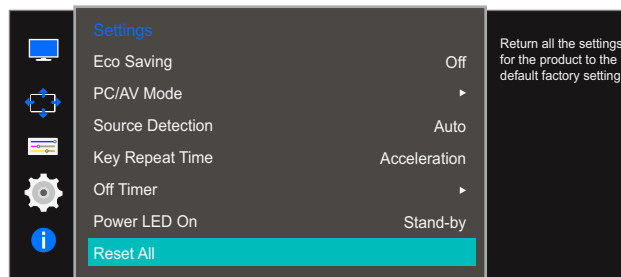 Settings
Eco Saving Off
PC/AV Mode
Source Detection Auto
Key Repeat Time Acceleration
Off Timer
Power LED On Stand-by
Reset All
Return all the settings
for the product to the
default factory setting